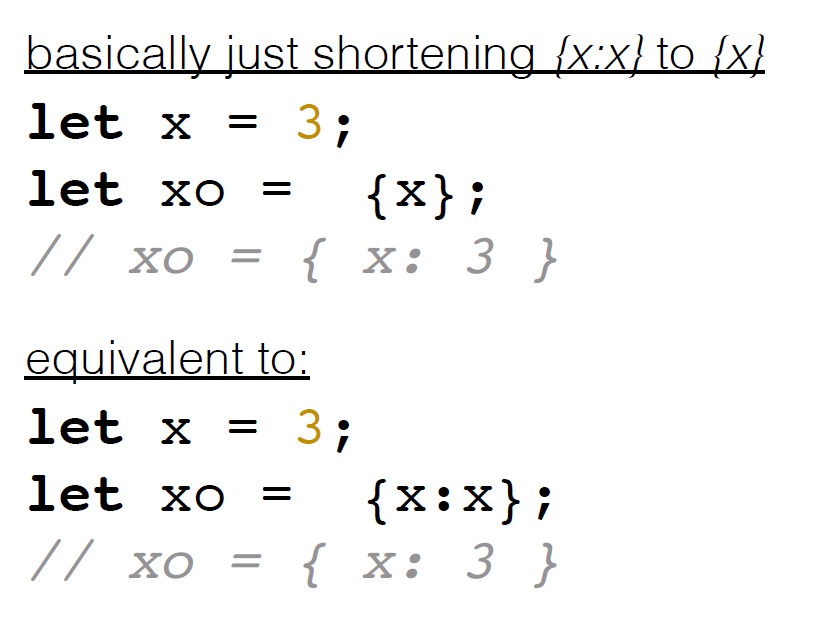 basically just shortening {x:x} to {x}
let x = 3;
let xo =  {x};
// xo = { x: 3 }
equivalent to:
let x = 3;
let xo =  {x:x};
// xo = { x: 3 }